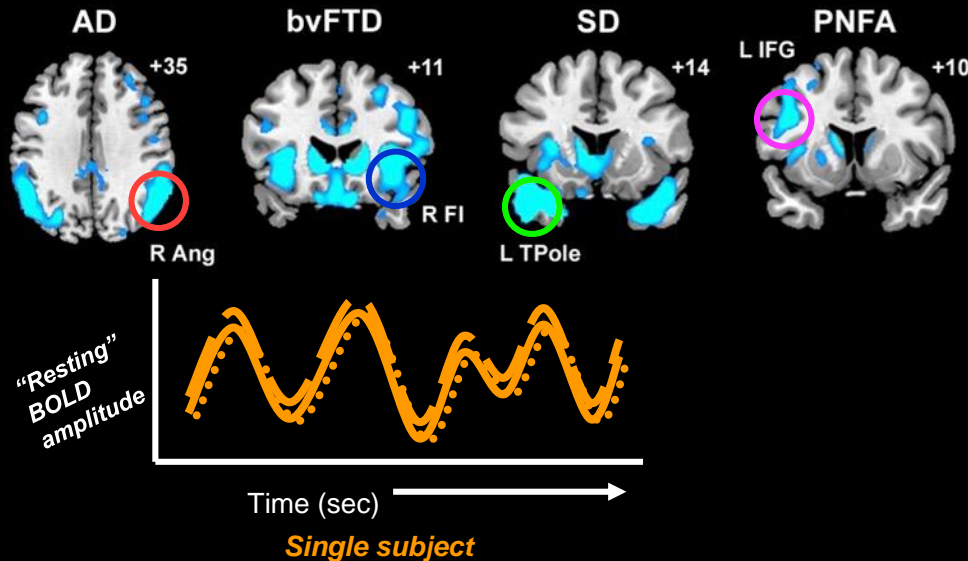 AD
bvFTD
SD
PNFA
+35
+11
+14
L IFG
+10
R Ang
R FI
L TPole
“Resting”
BOLD
amplitude
Time (sec)
Single subject